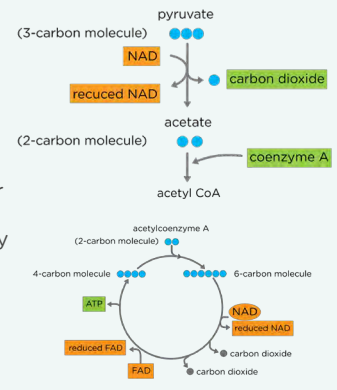 pyruvate
(3-carbon molecule)
NAD
carbon dioxide
recuced NAD
acetate
(2-carbon molecule)
coenzyme A
r
acetyl CoA
y
acetylcoenzyme A
(2-carbon molecule)
4-carbon molecule
6-carbon molecule
ATP
NAD
reduced NAD
reduced FAD
carbon dioxide
carbon dioxide
FAD